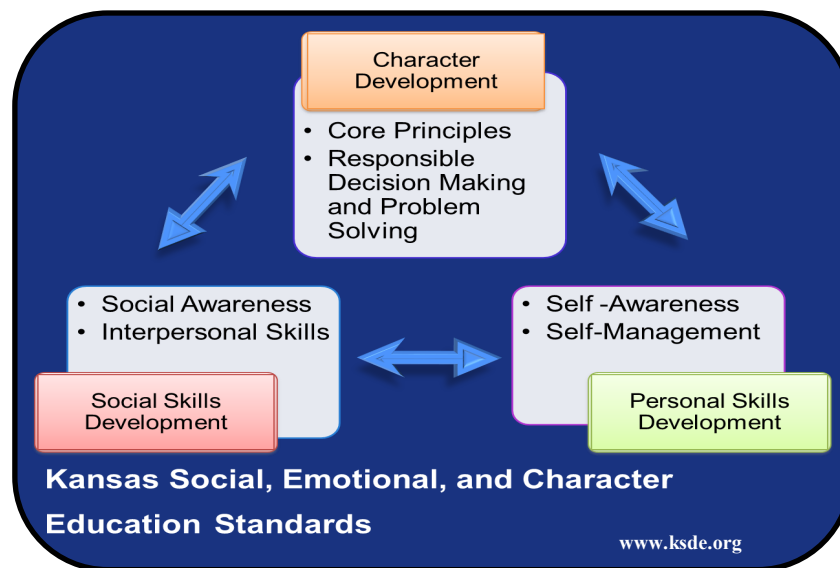 Character
Development
• Core Principles
• Responsible
Decision Making
and Problem
Solving
• Social Awareness
• Interpersonal Skills
Social Skills
Development
• Self -Awareness
• Self-Management
Personal Skills
Development
Kansas Social, Emotional, and Character
Education Standards
www.ksde.org